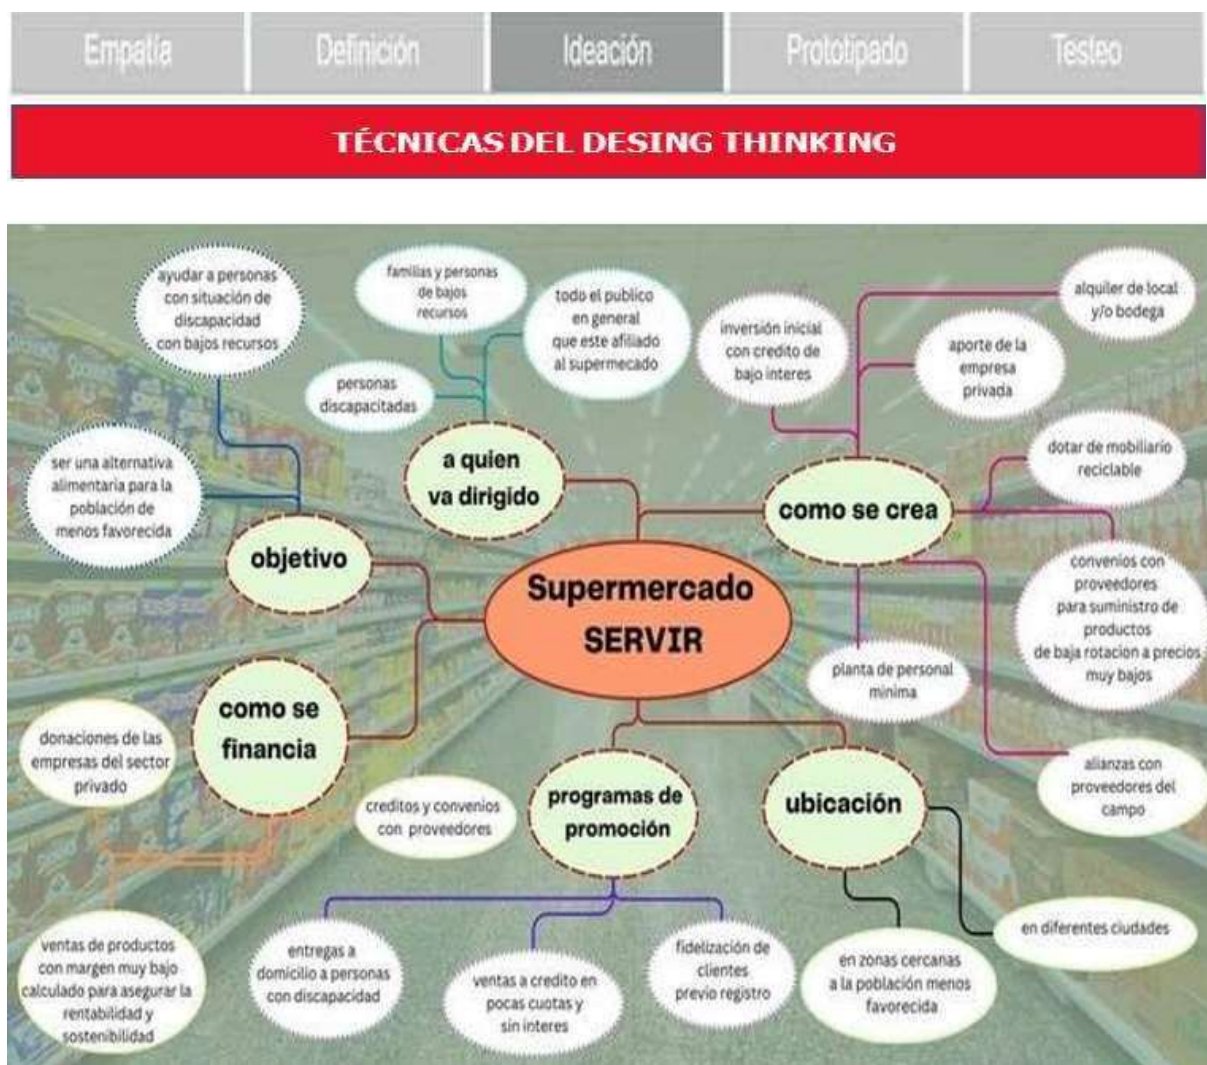 Empatía
Definición
Ideación
Prototipado
Testeo
TÉCNICAS DEL DESING THINKING
ayudar a personas
con situación de
discapacidad
con bajos recursos
familias y personas
de bajos
recursos
todo el publico
en general
que este afiliado
al supermecado
personas
discapacitadas
inversión inicial
con credito de
bajo interes
alquiler de local
y/o bodega
aporte de la
empresa
privada
ser una alternativa
alimentaria para la
población de
menos favorecida
a quien
va dirigido
dotar de mobiliario
reciclable
como se crea
objetivo
convenios con
proveedores
para suministro de
productos
de baja rotacion a precios
muy bajos
Supermercado
SERVIR
planta de personal
minima
como se
financia
donaciones de las
empresas del sector
privado
creditos y convenios
con proveedores
programas de
promoción
ubicación
alianzas con
proveedores del
campo
ventas de productos
con margen muy bajo
calculado para asegurar la
rentabilidad y
sostenibilidad
entregas a
domicilio a personas
con discapacidad
ventas a credito en
pocas cuotas y
sin interes
fidelización de
clientes
previo registro
en zonas cercanas
a la población menos
favorecida
en diferentes ciudades